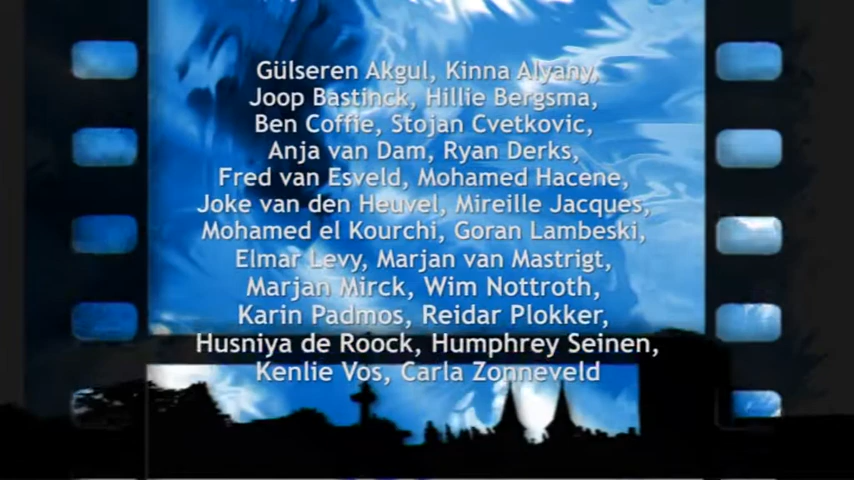 Gülseren Akgul, Kinna Alyany,
Joop Bastinck, Hillie Bergsma,
Ben Coffie, Stojan Cvetkovic,
Anja van Dam, Ryan Derks,
Fred van Esveld, Mohamed Hacene,
Joke van den Heuvel, Mireille Jacques,
Mohamed el Kourchi, Goran Lambeski,
Elmar Levy, Marjan van Mastrigt,
Marjan Mirck, Wim Nottroth,
Karin Padmos, Reidar Plokker,
Husniya de Roock, Humphrey Seinen,
Kenlie Vos, Carla Zonneveld